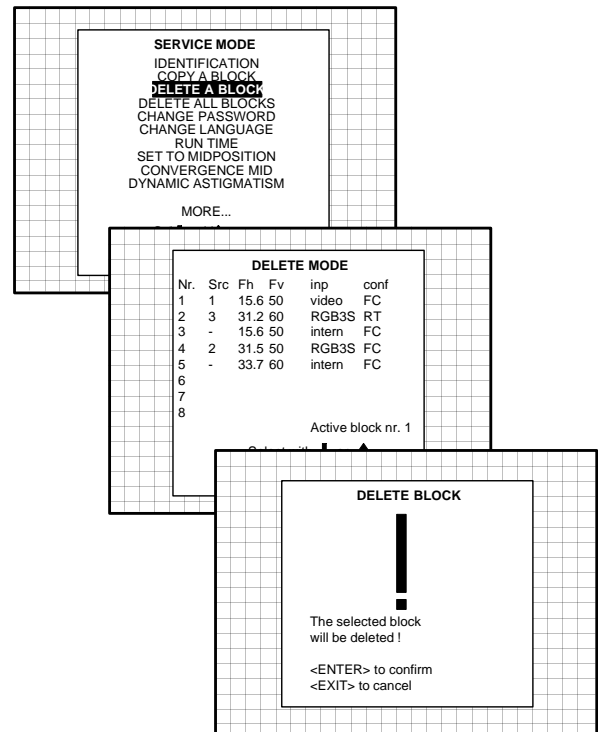 SERVICE MODE
IDENTIFICATION
COPY A BLOCK
DELETE A BLOCK
DELETE ALL BLOCKS
CHANGE PASSWORD
CHANGE LANGUAGE
RUN TIME
SET TO MIDPOSITION
CONVERGENCE MID
DYNAMIC ASTIGMATISM
MORE...
DELETE MODE
Nr. Src Fh Fv inp conf
1 1 15.6 50 video FC
2 3 31.2 60 RGB3S RT
3 - 15.6 50 intern FC
4 2 31.5 50 RGB3S FC
5 - 33.7 60 intern FC
6
7
8
Active block nr. 1
DELETE BLOCK
!
The selected block
will be deleted !
<ENTER> to confirm
<EXIT> to cancel